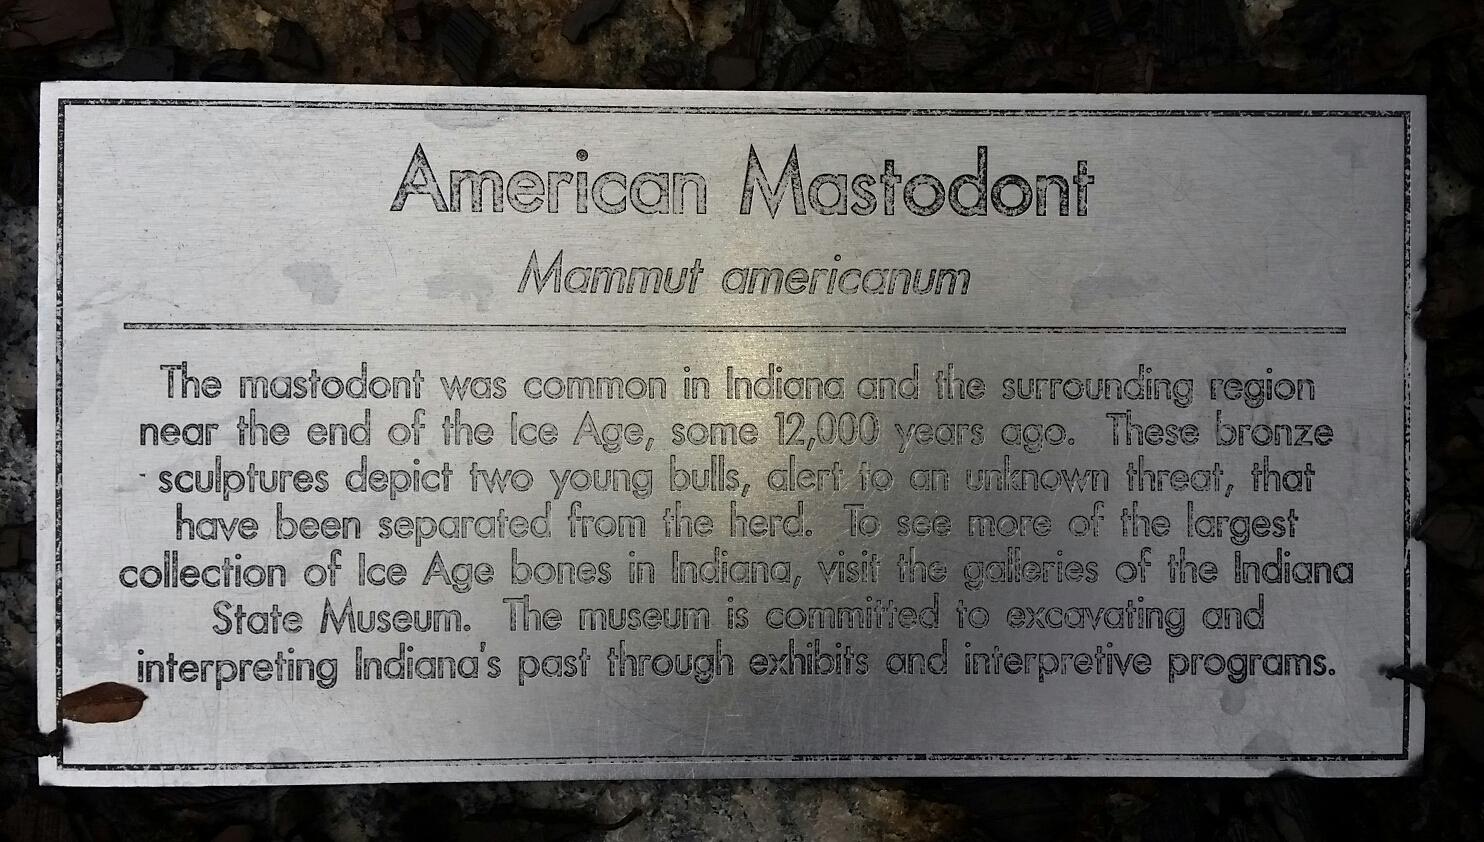 American Mastodont
Mammut americanum
The mastodont was common in Indiana and the surrounding region
near the end of the Ice Age, some 12,000 years ago. These bronze
sculptures depict two young bulls, alert to an unknown threat, that
have been separated from the herd. To see more of the largest
collection of Ice Age bones in Indiana, visit the galleries of the Indiana
State Museum. The museum is committed to excavating and
interpreting Indiana's past through exhibits and interpretive programs.